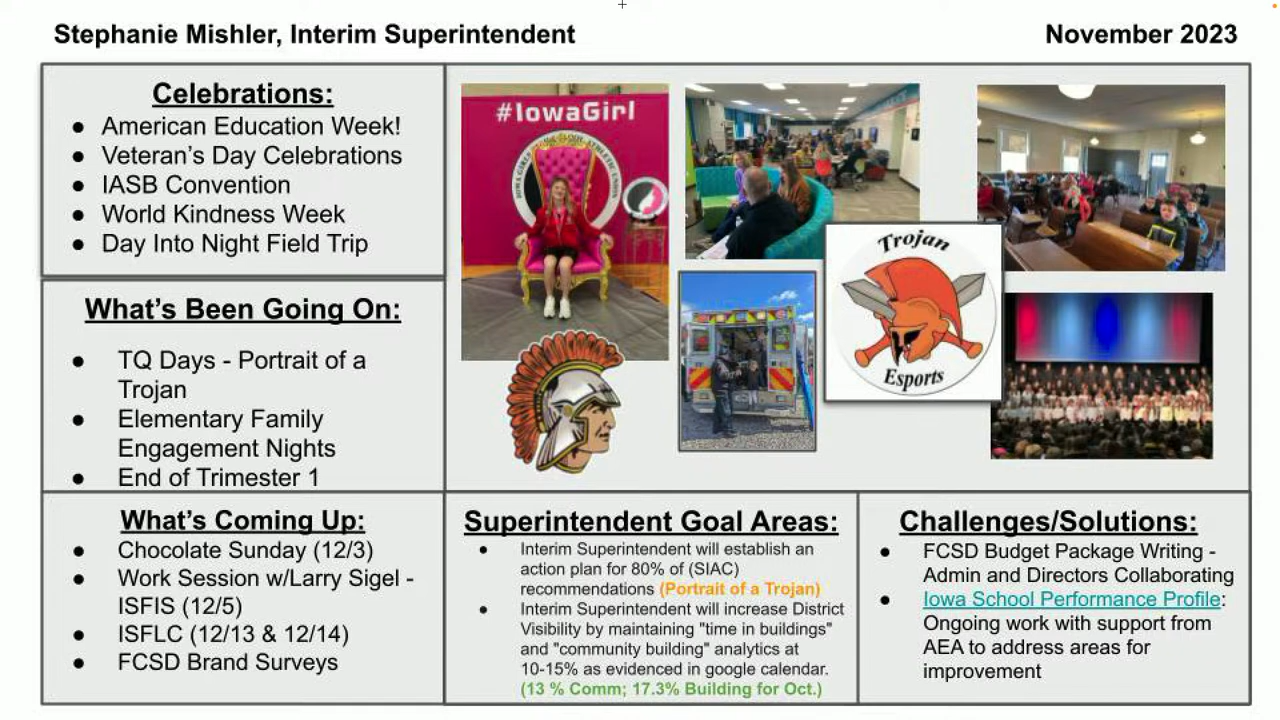 Stephanie Mishler, Interim Superintendent
November 2023
Celebrations:
● American Education Week!
● Veteran's Day Celebrations
● IASB Convention
● World Kindness Week
● Day Into Night Field Trip
What's Been Going On:
● TQ Days - Portrait of a
Trojan
● Elementary Family
Engagement Nights
● End of Trimester 1
#IowaGirl
Trojan
Esports
What's Coming Up:
● Chocolate Sunday (12/3)
● Work Session w/Larry Sigel -
ISFIS (12/5)
● ISFLC (12/13 & 12/14)
● FCSD Brand Surveys
Superintendent Goal Areas:
● Interim Superintendent will establish an
action plan for 80% of (SIAC)
recommendations (Portrait of a Trojan)
● Interim Superintendent will increase District
Visibility by maintaining "time in buildings"
and "community building" analytics at
10-15% as evidenced in google calendar.
(13 % Comm; 17.3% Building for Oct.)
Challenges/Solutions:
● FCSD Budget Package Writing -
Admin and Directors Collaborating
● Iowa School Performance Profile:
Ongoing work with support from
AEA to address areas for
improvement